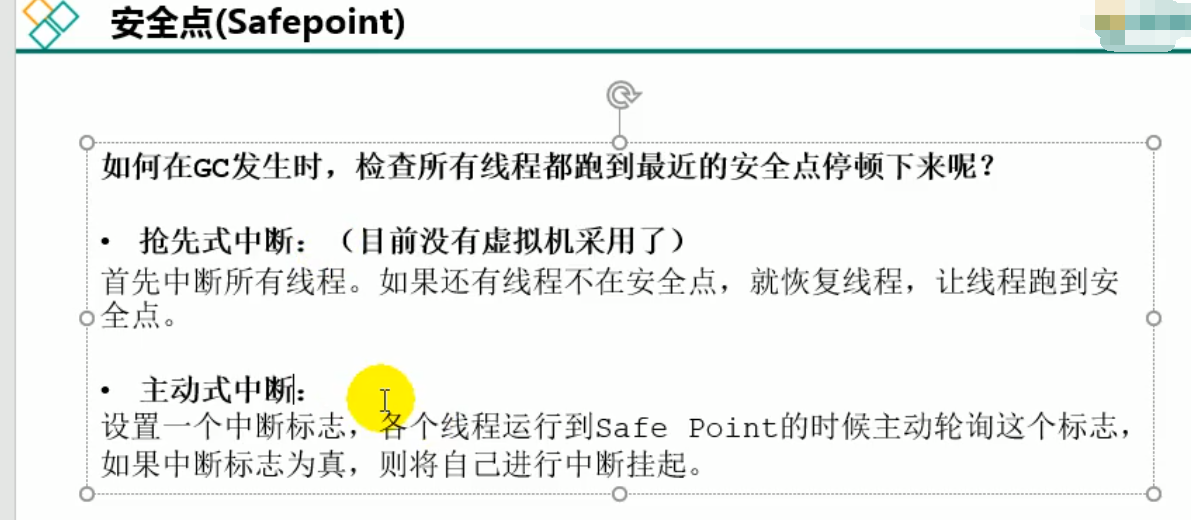 安全点(Safepoint)
如何在GC发生时，检查所有线程都跑到最近的安全点停顿下来呢？
• 抢先式中断：（目前没有虚拟机采用了）
首先中断所有线程。如果还有线程不在安全点，就恢复线程，让线程跑到安
全点。
• 主动式中断：
设置一个中断标志，各个线程运行到Safe Point的时候主动轮询这个标志，
如果中断标志为真，则将自己进行中断挂起。